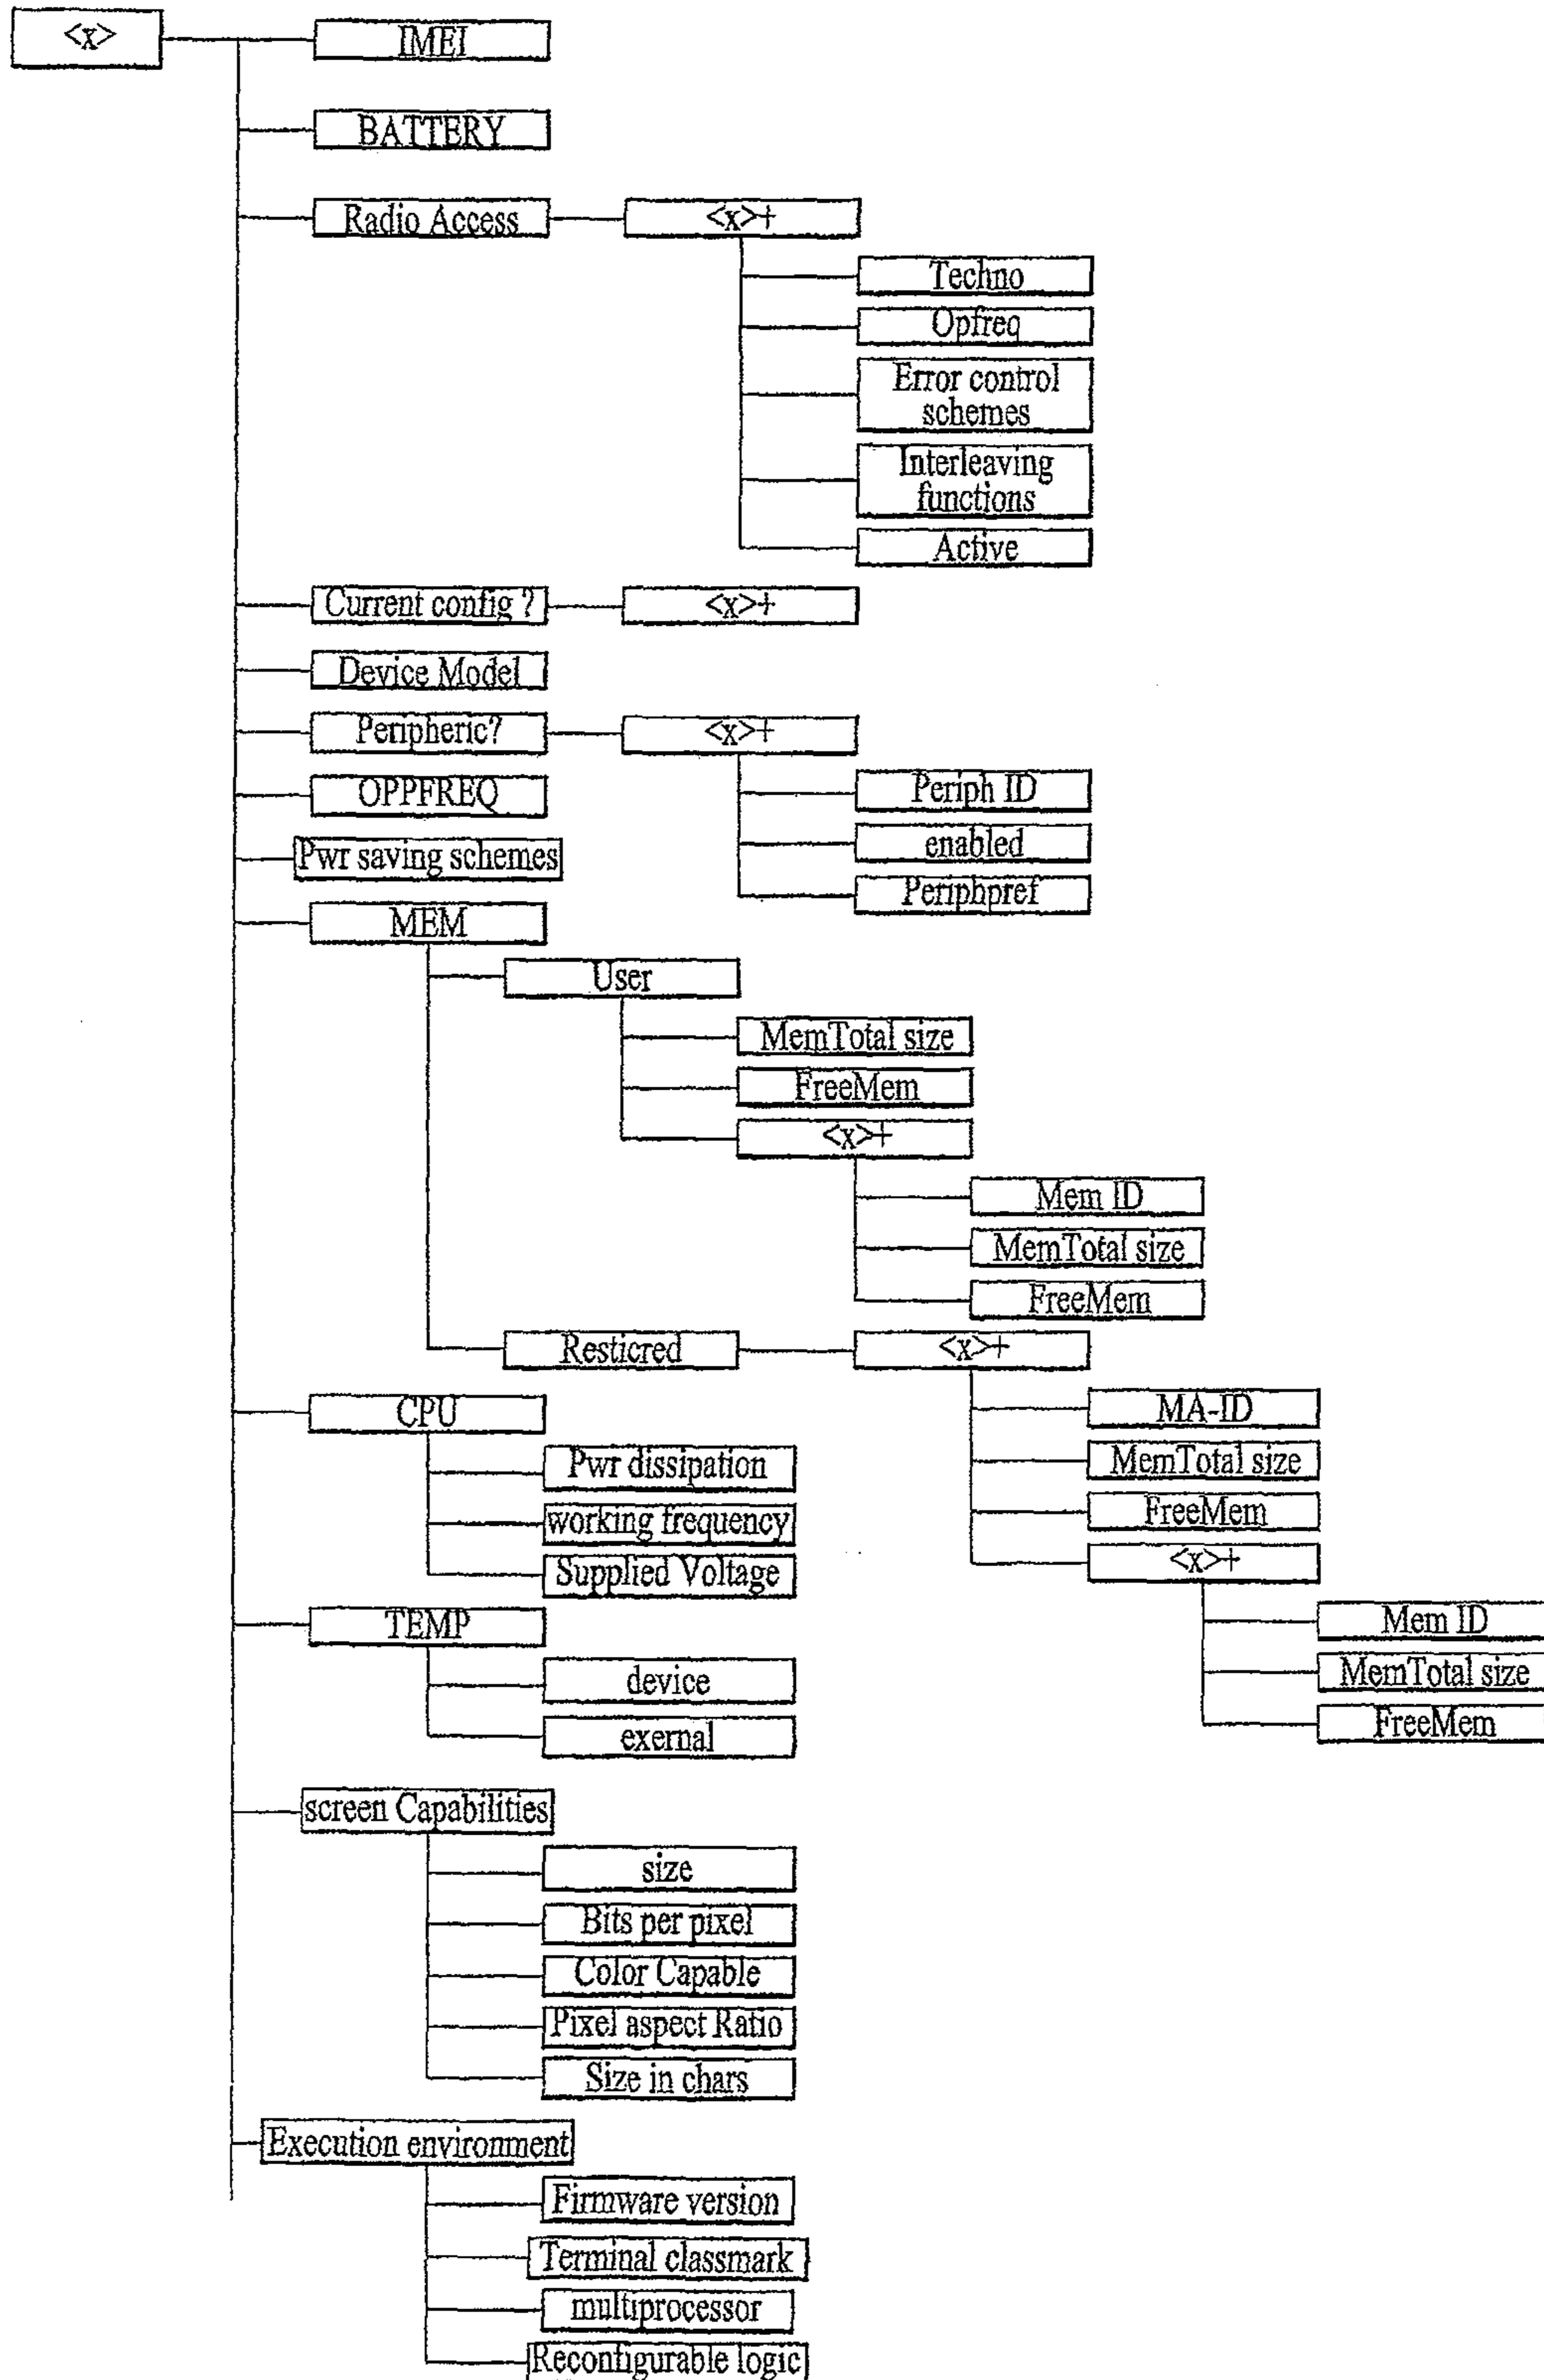 <x>
IMEI
BATTERY
Radio Access
<x>+
Techno
Opfreq
Error control
schemes
Interleaving
functions
Active
Current config ?
<x>+
Device Model
Peripheric?
<x>+
Periph ID
OPPFREQ
enabled
Pwr saving schemes
Periphpref
MEM
User
MemTotal size
FreeMem
<x>+
Mem ID
MemTotal size
FreeMem
Resticred
<x>+
MA-ID
MemTotal size
FreeMem
<x>+
Mem ID
MemTotal size
FreeMem
CPU
Pwr dissipation
working frequency
Supplied Voltage
TEMP
device
exernal
screen Capabilities
size
Bits per pixel
Color Capable
Pixel aspect Ratio
Size in chars
Execution environment
Firmware version
Terminal classmark
multiprocessor
Reconfigurable logic